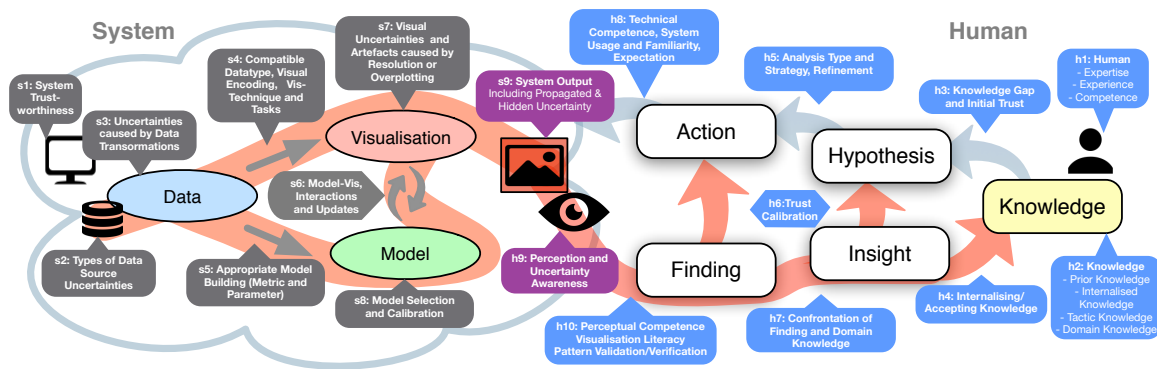 System
Human
s1: System
Trust-
worthiness
s3: Uncertainties
caused by Data
Transormations
s4: Compatible
Datatype, Visual
Encoding, Vis-
Technique and
Tasks
s7: Visual
Uncertainties and
Artefacts caused by
Resolution or
Overplotting
s9: System Output
Including Propagated &
Hidden Uncertainty
h8: Technical
Competence, System
Usage and Familiarity,
Expectation
h5: Analysis Type and
Strategy, Refinement
h3: Knowledge Gap
and Initial Trust
h1: Human
- Expertise
- Experience
- Competence
Visualisation
Action
Hypothesis
Data
s6: Model-Vis,
Interactions
and Updates
h6:Trust
Calibration
Knowledge
Model
Finding
Insight
s2: Types of Data
Source
Uncertainties
s5: Appropriate Model
Building (Metric and
Parameter)
s8: Model Selection
and Calibration
h9: Perception and
Uncertainty
Awareness
h10: Perceptual Competence
Visualisation Literacy
Pattern Validation/Verification
h7: Confrontation of
Finding and Domain
Knowledge
h4: Internalising/
Accepting Knowledge
h2: Knowledge
- Prior Knowledge
- Internalised
Knowledge
- Tactic Knowledge
- Domain Knowledge